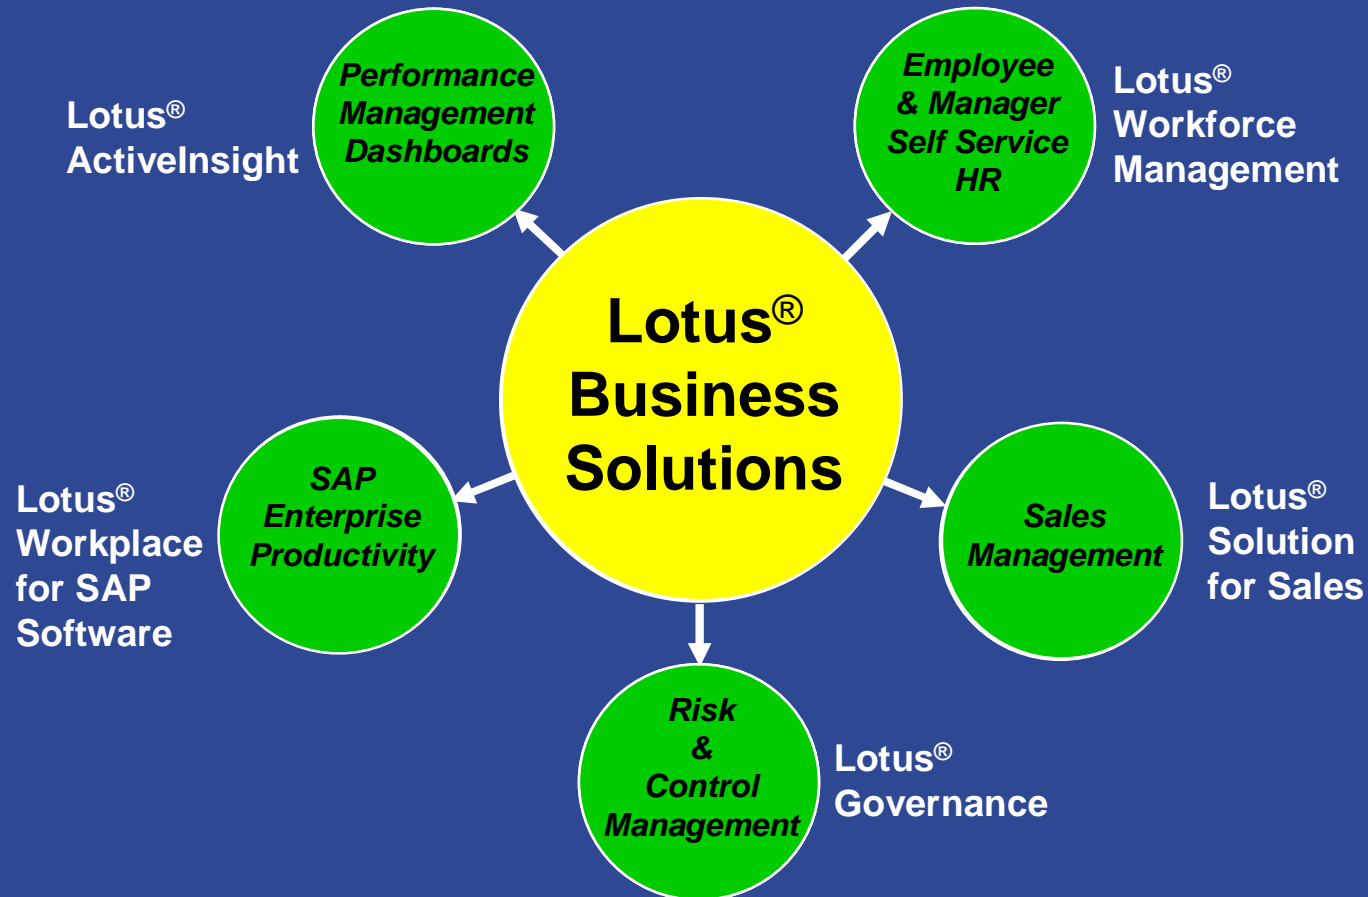 Lotus®
ActiveInsight
Performance
Management
Dashboards
Employee
& Manager
Self Service
HR
Lotus®
Workforce
Management
Lotus®
Business
Solutions
Lotus®
Workplace
for SAP
Software
SAP
Enterprise
Productivity
Sales
Management
Lotus®
Solution
for Sales
Risk
&
Control
Management
Lotus®
Governance